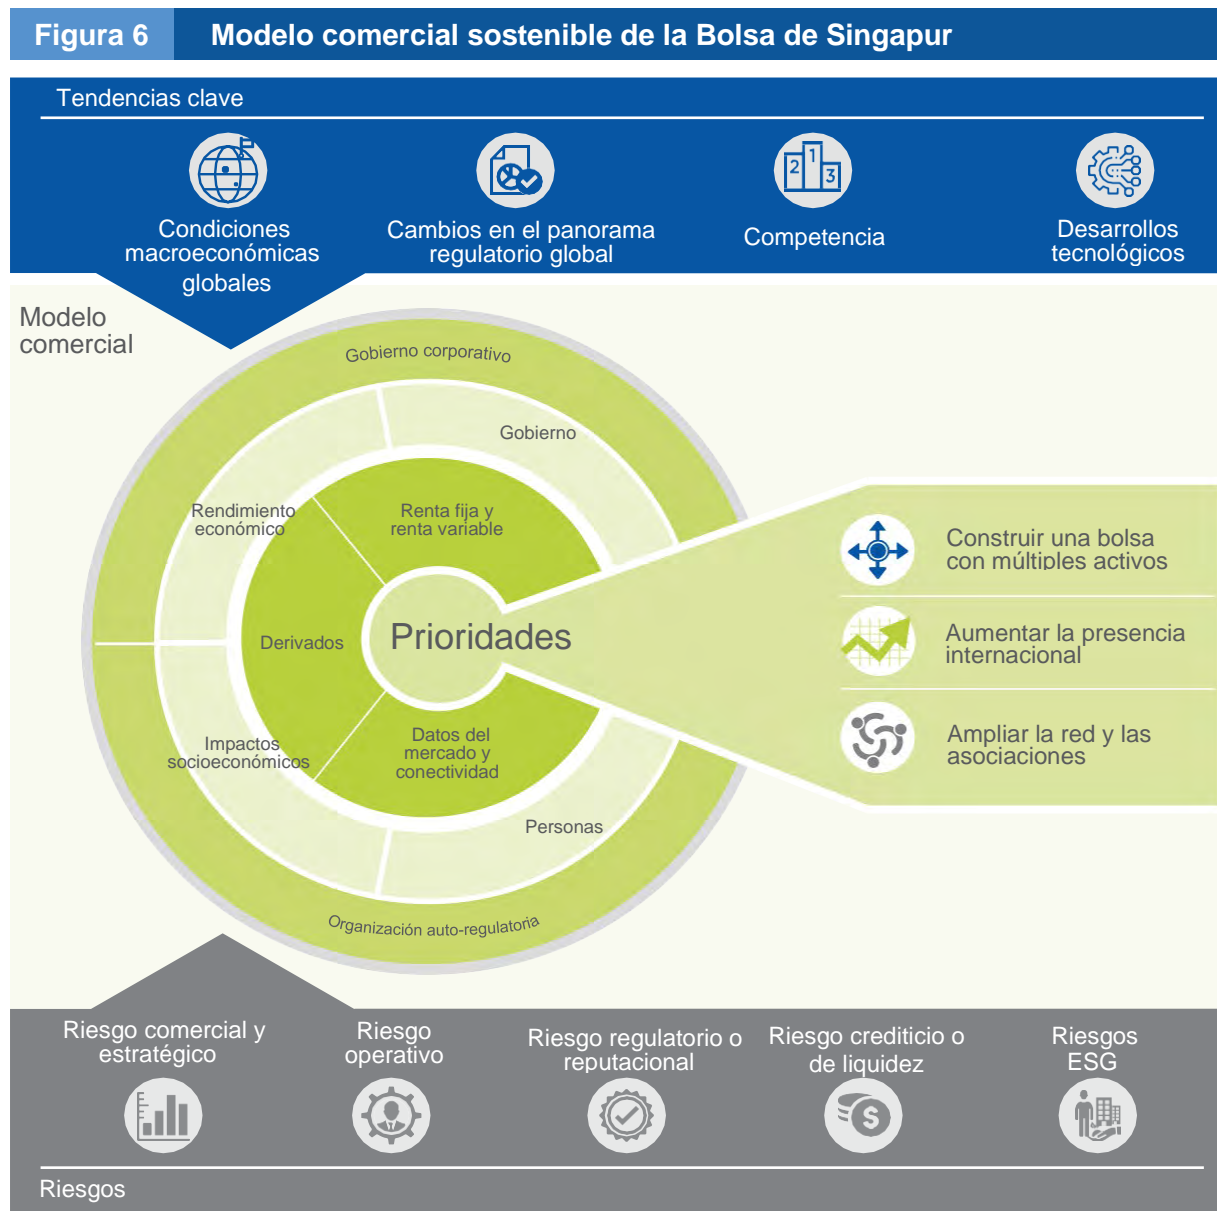 Figura 6
Modelo comercial sostenible de la Bolsa de Singapur
Tendencias clave
2 1 3
Condiciones
macroeconómicas
globales
Cambios en el panorama
regulatorio global
Competencia
Desarrollos
tecnológicos
Modelo
comercial
Gobierno corporativo
Gobierno
Rendimiento
económico
Renta fija y
renta variable
Derivados
Prioridades
Impactos
socioeconómicos
Datos del
mercado y
conectividad
Personas
Organización auto-regulatoria
Construir una bolsa
con múltiples activos
Aumentar la presencia
internacional
Ampliar la red y las
asociaciones
Riesgo comercial y
estratégico
Riesgo
operativo
Riesgo regulatorio o
reputacional
Riesgo crediticio o
de liquidez
Riesgos
ESG
$
Riesgos